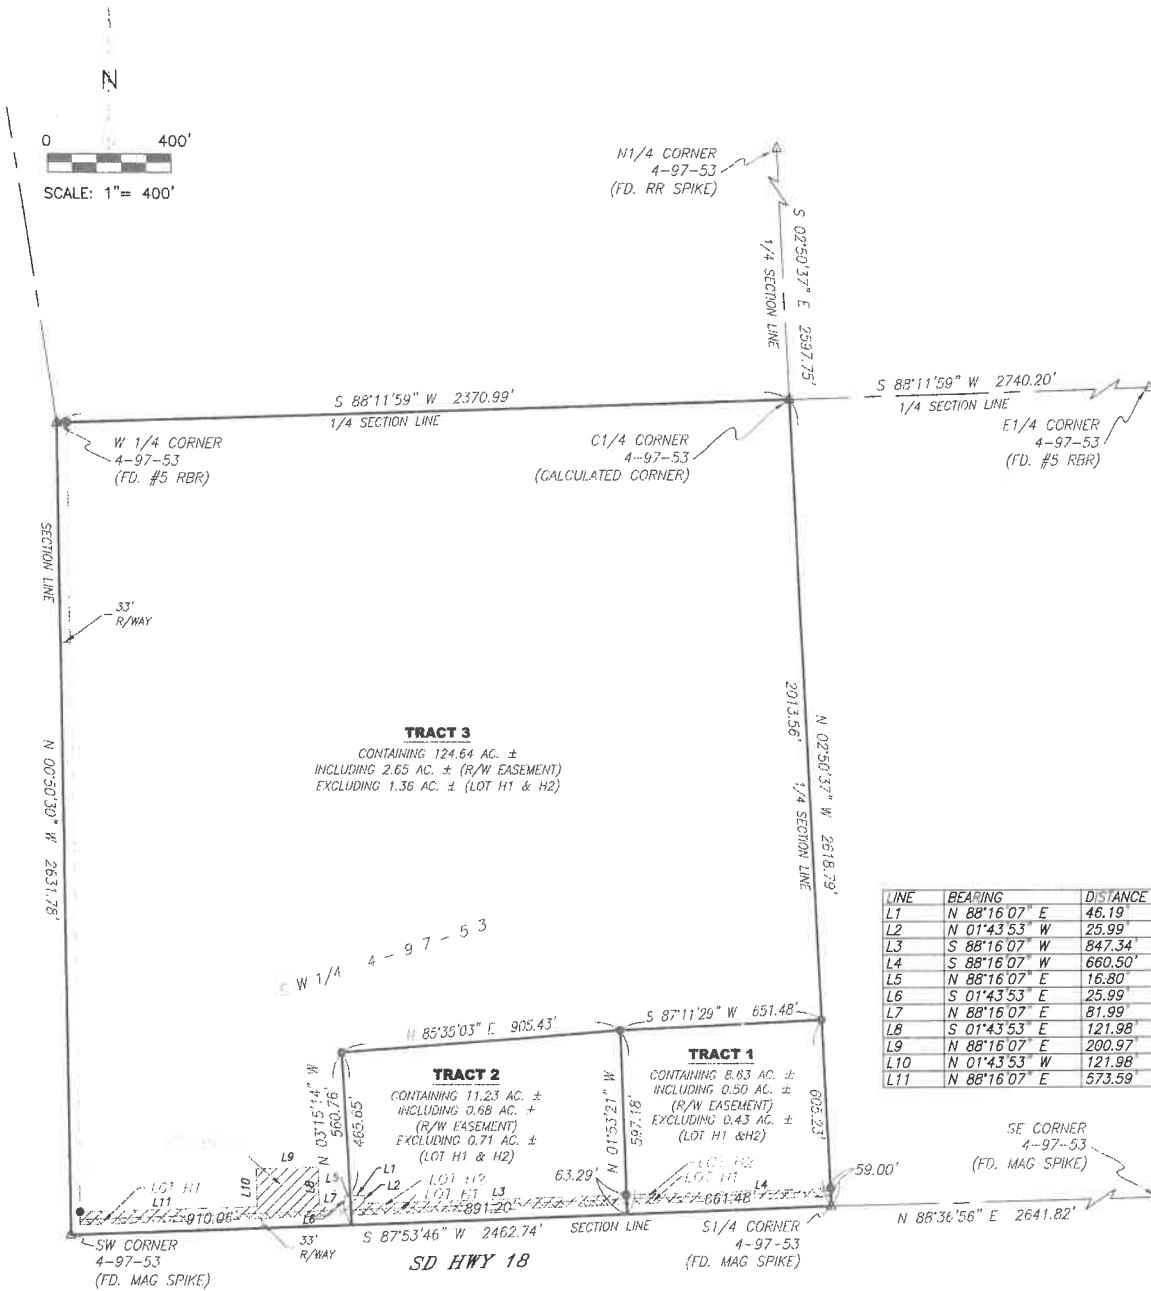 N
0 400'
SCALE: 1"= 400'
N1/4 CORNER
4-97-53
(FD. RR SPIKE)
S 02°50'37" E 2597.75'
1/4 SECTION LINE
S 88°11'59" W 2370.99'
1/4 SECTION LINE
S 88°11'59" W 2740.20'
1/4 SECTION LINE
W 1/4 CORNER
4-97-53
(FD. #5 RBR)
C1/4 CORNER
4-97-53
(CALCULATED CORNER)
E1/4 CORNER
4-97-53
(FD. #5 RBR)
SECTION LINE
33'
R/WAY
N 00°50'30" W 2631.78'
TRACT 3
CONTAINING 124.64 AC. ±
INCLUDING 2.65 AC. ± (R/W EASEMENT)
EXCLUDING 1.36 AC. ± (LOT H1 & H2)
2013.56'
1/4 SECTION LINE
N 02°50'37" W 2618.79'
LINE BEARING DISTANCE
L1 N 88°16'07" E 46.19'
L2 N 01°43'53" W 25.99'
L3 S 88°16'07" W 847.34'
L4 S 88°16'07" W 660.50'
L5 N 88°16'07" E 16.80'
L6 S 01°43'53" E 25.99'
L7 N 88°16'07" E 81.99'
L8 S 01°43'53" E 121.98'
L9 N 88°16'07" E 200.97'
L10 N 01°43'53" W 121.98'
L11 N 88°16'07" E 573.59'
SW 1/4 4-97-53
N 85°35'03" E 905.43'
S 87°11'29" W 651.48'
TRACT 2
CONTAINING 11.23 AC. ±
INCLUDING 0.68 AC. ±
(R/W EASEMENT)
EXCLUDING 0.71 AC. ±
(LOT H1 & H2)
TRACT 1
CONTAINING 8.63 AC. ±
INCLUDING 0.50 AC. ±
(R/W EASEMENT)
EXCLUDING 0.43 AC. ±
(LOT H1 &H2)
N 03°15'14" W
560.76'
465.65'
N 01°53'21" W
597.18'
605.23'
L9
L10
L8
L5
L7
L6
L1
L2
LOT H1
L11
910.06
LOT H2
LOT H1
L3
891.20'
63.29'
LOT H2
LOT H1
L4
661.48'
59.00'
SE CORNER
4-97-53
(FD. MAG SPIKE)
SW CORNER
4-97-53
(FD. MAG SPIKE)
33'
R/WAY
S 87°53'46" W 2462.74'
SECTION LINE
SD HWY 18
S1/4 CORNER
4-97-53
(FD. MAG SPIKE)
N 88°36'56" E 2641.82'